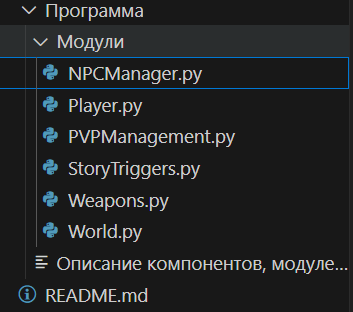 Программа
Модули
NPCManager.py
Player.py
PVPManagement.py
StoryTriggers.py
Weapons.py
World.py
Описание компонентов, модуле...
README.md